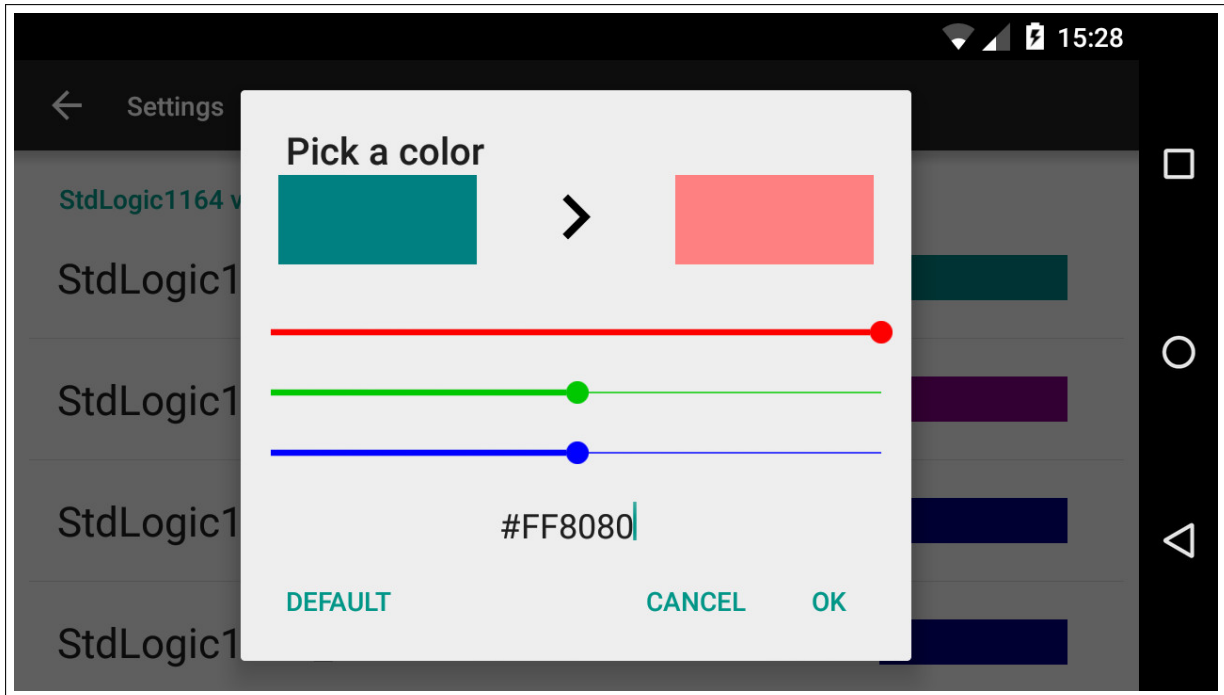 15:28
Settings
Pick a color
StdLogic1164 v
StdLogic1
StdLogic1
StdLogic1
#FF8080
DEFAULT CANCEL OK
StdLogic1